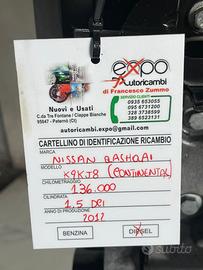 expo
Autoricambi
di Francesco Zummo
SERVIZIO CLIENTI
0935 653055
095 6731200
328 3738599
389 6523131
Nuovi e Usati
C.da Tre Fontane / Ciappe Bianche
95047 - Paternò (Ct)
autoricambi.expo@gmail.com
CARTELLINO DI IDENTIFICAZIONE RICAMBIO
MARCA
NISSAN QASHQAI
MODELLO
K9KJ8 (CONTINENTAL)
CHILOMETRAGGIO
136.000
CILINDRATA
1.5 DCI
ANNO DI PRODUZIONE
2012
BENZINA
DIESEL
subito